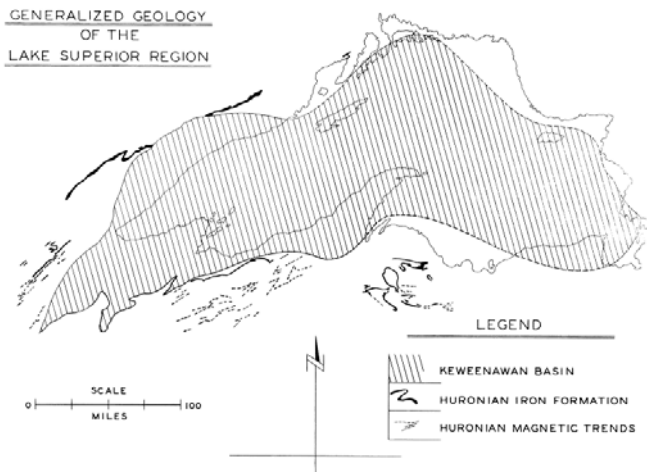 GENERALIZED GEOLOGY
OF THE
LAKE SUPERIOR REGION
LEGEND
KEWEENAWAN BASIN
HURONIAN IRON FORMATION
HURONIAN MAGNETIC TRENDS
SCALE
0 100
MILES
N